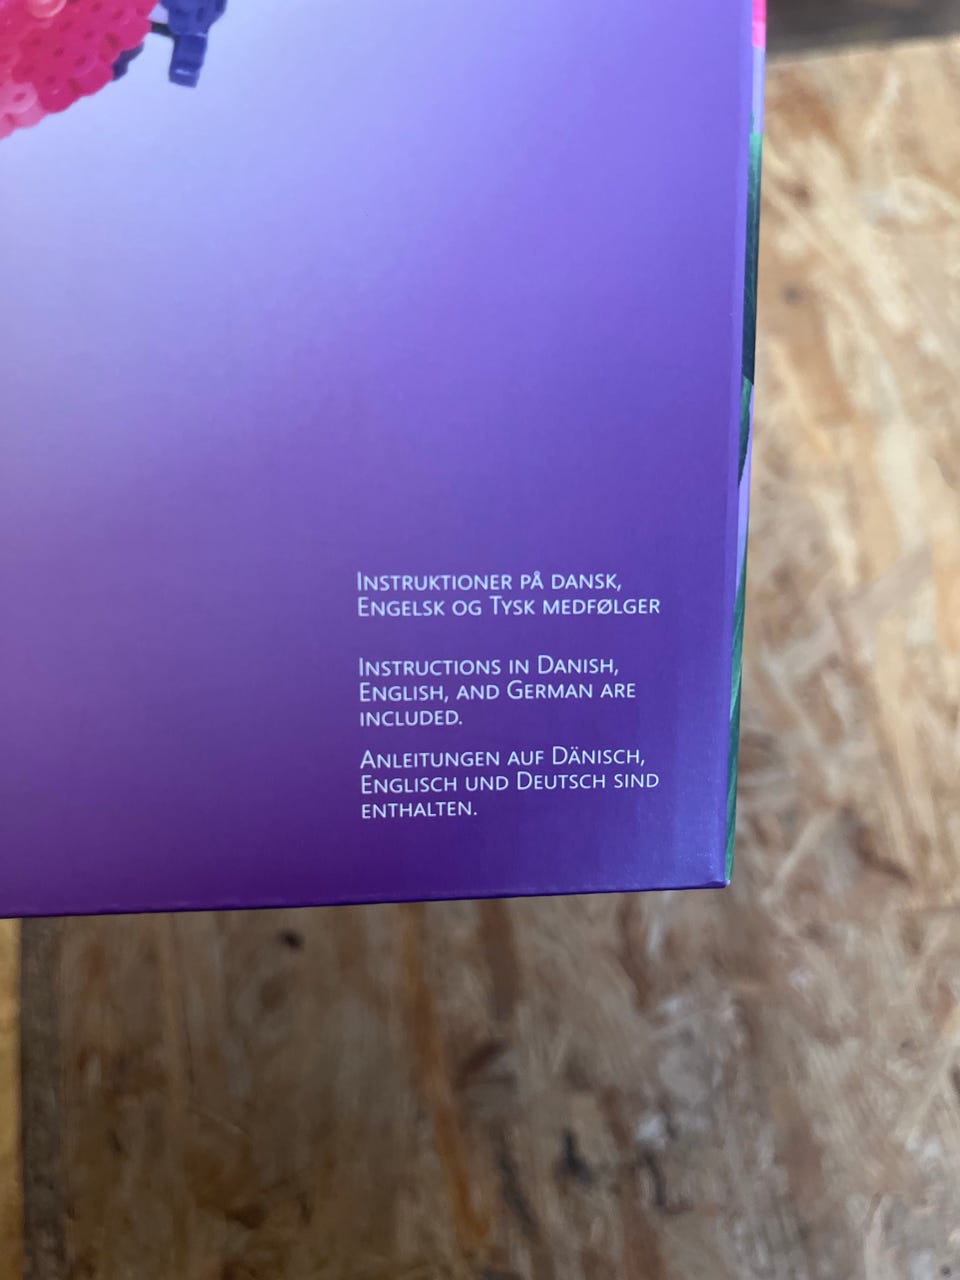 Instruktioner på dansk,
Engelsk og Tysk medfølger
Instructions in Danish,
English, and German are
included.
Anleitungen auf Dänisch,
Englisch und Deutsch sind
enthalten.